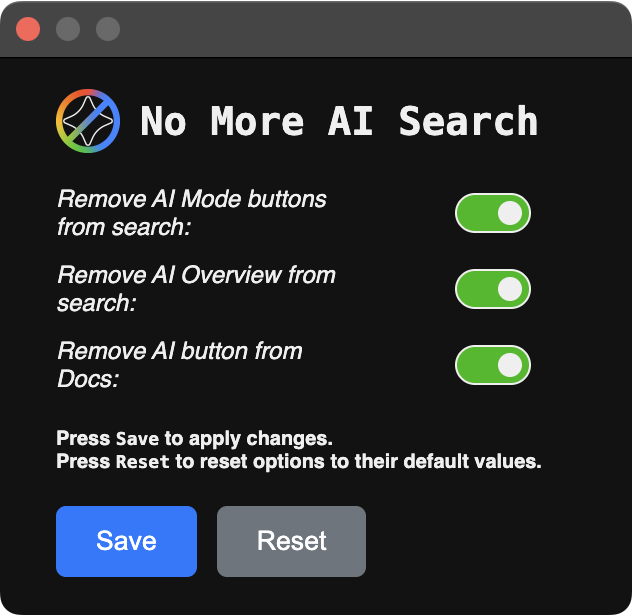 No More AI Search
Remove AI Mode buttons
from search:
Remove AI Overview from
search:
Remove AI button from
Docs:
Press Save to apply changes.
Press Reset to reset options to their default values.
Save
Reset